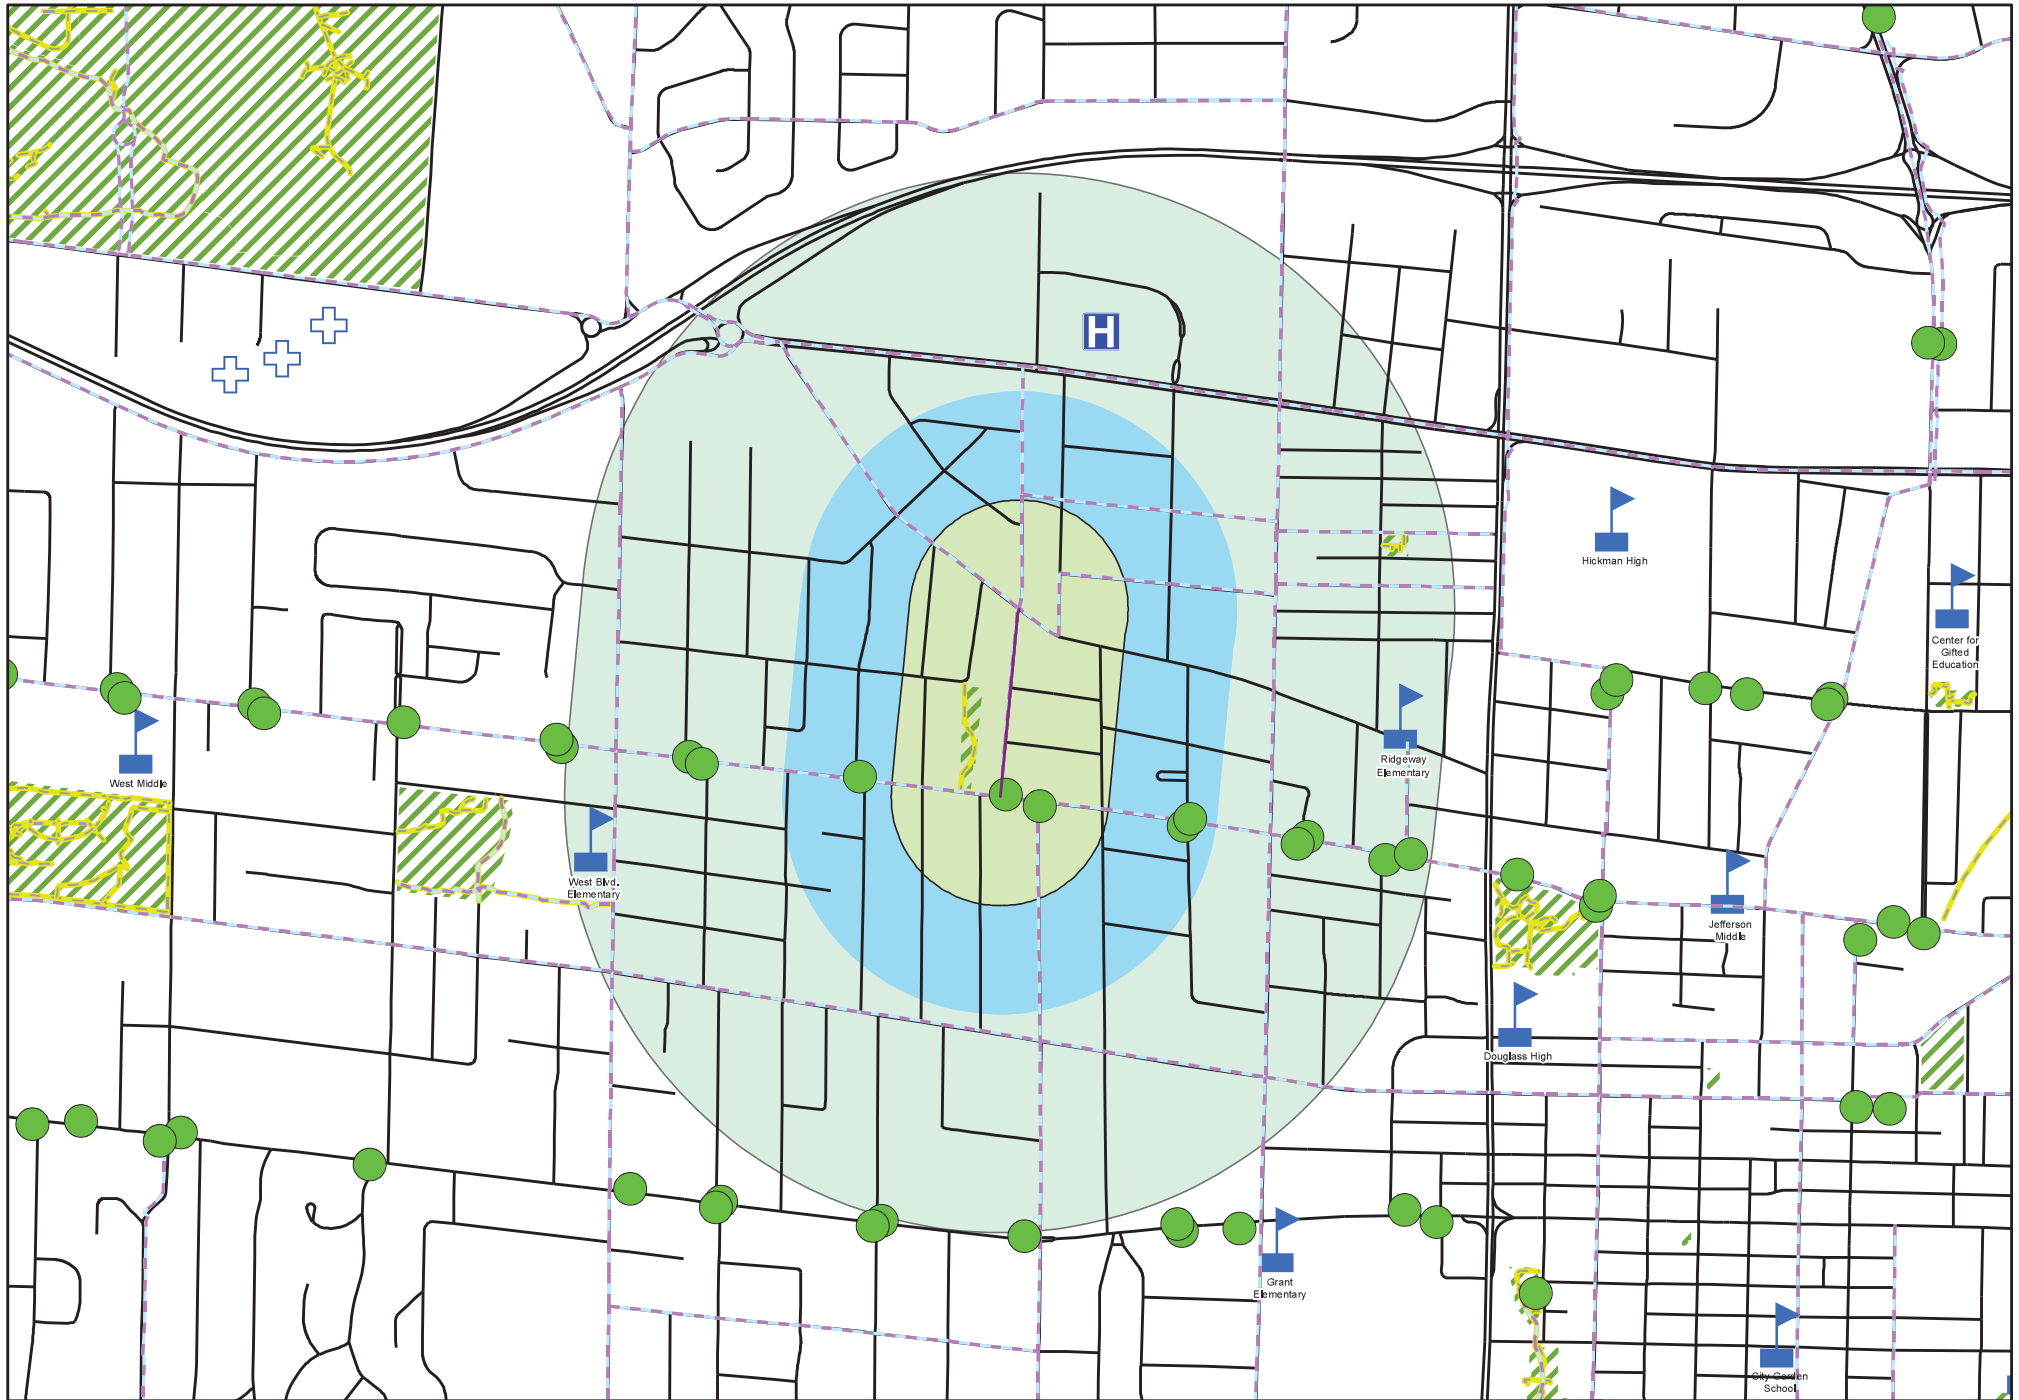 H
Hickman High
Center for
Gifted
Education
Ridgeway
Elementary
West Middle
West Blvd.
Elementary
Jefferson
Middle
Douglass High
Grant
Elementary
City Garden
School